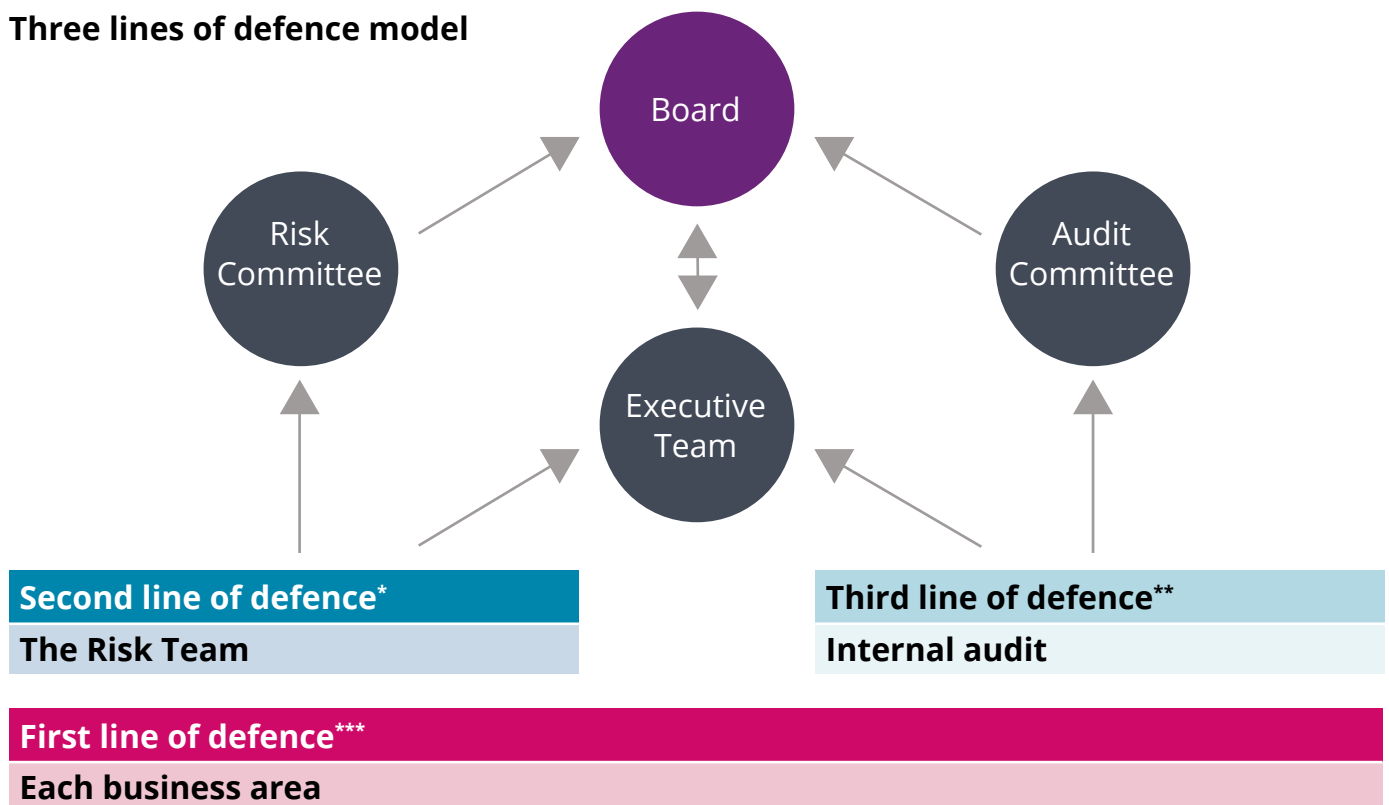 Three lines of defence model
Board
Risk
Committee
Audit
Committee
Executive
Team
Second line of defence*
The Risk Team
Third line of defence**
Internal audit
First line of defence***
Each business area